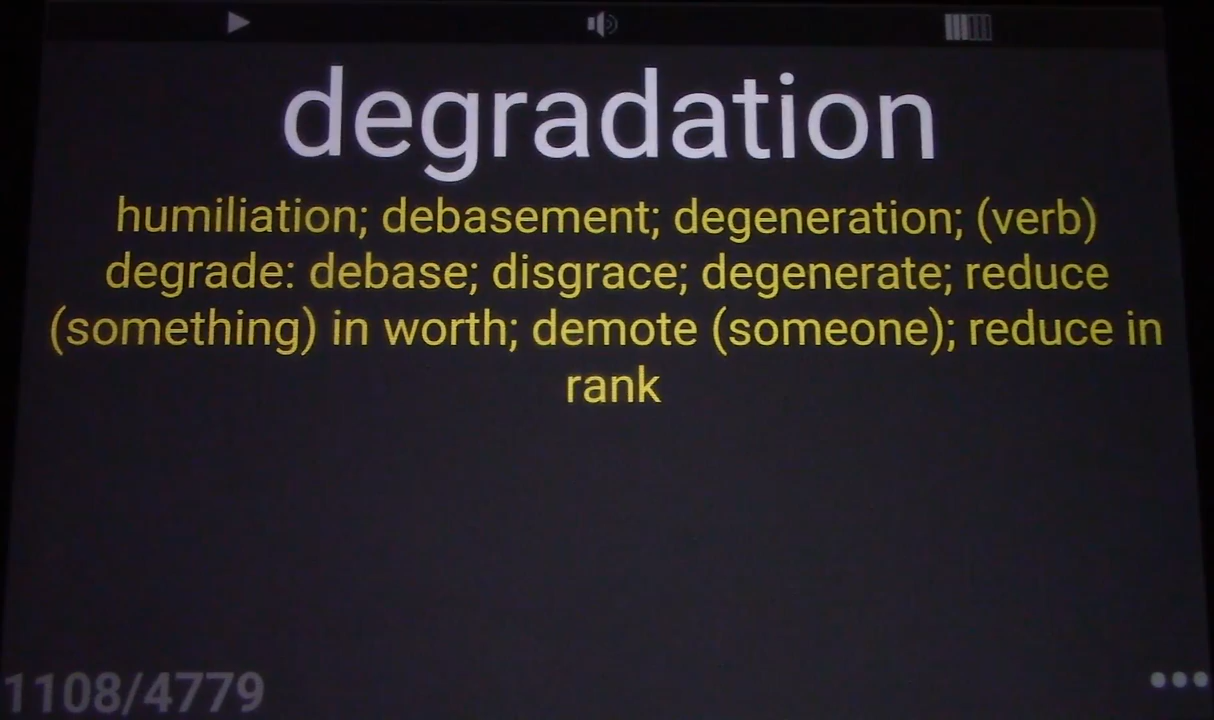 degradation
humiliation; debasement; degeneration; (verb)
degrade: debase; disgrace; degenerate; reduce
(something) in worth; demote (someone); reduce in
rank
1108/4779